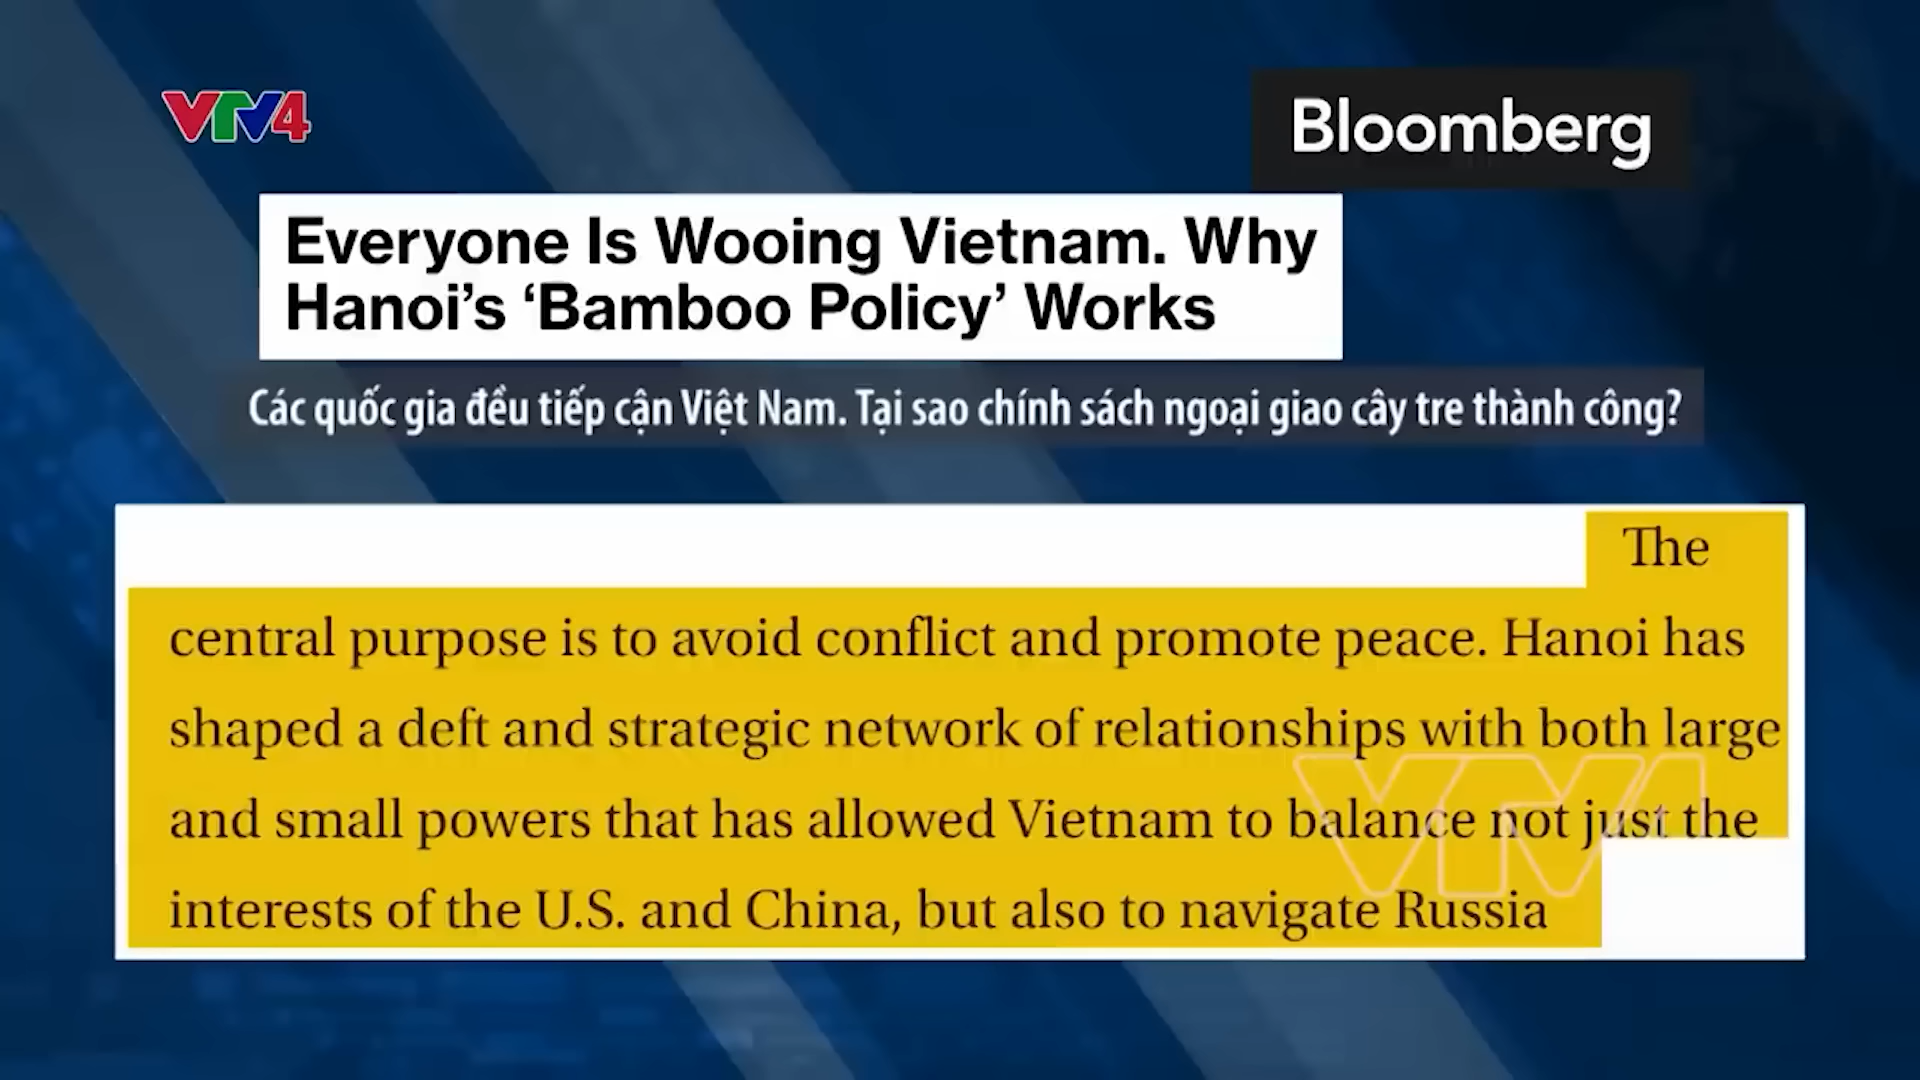 VTV4
Bloomberg
Everyone Is Wooing Vietnam. Why
Hanoi’s ‘Bamboo Policy’ Works
Các quốc gia đều tiếp cận Việt Nam. Tại sao chính sách ngoại giao cây tre thành công?
The
central purpose is to avoid conflict and promote peace. Hanoi has
shaped a deft and strategic network of relationships with both large
and small powers that has allowed Vietnam to balance not just the
interests of the U.S. and China, but also to navigate Russia
VTV4